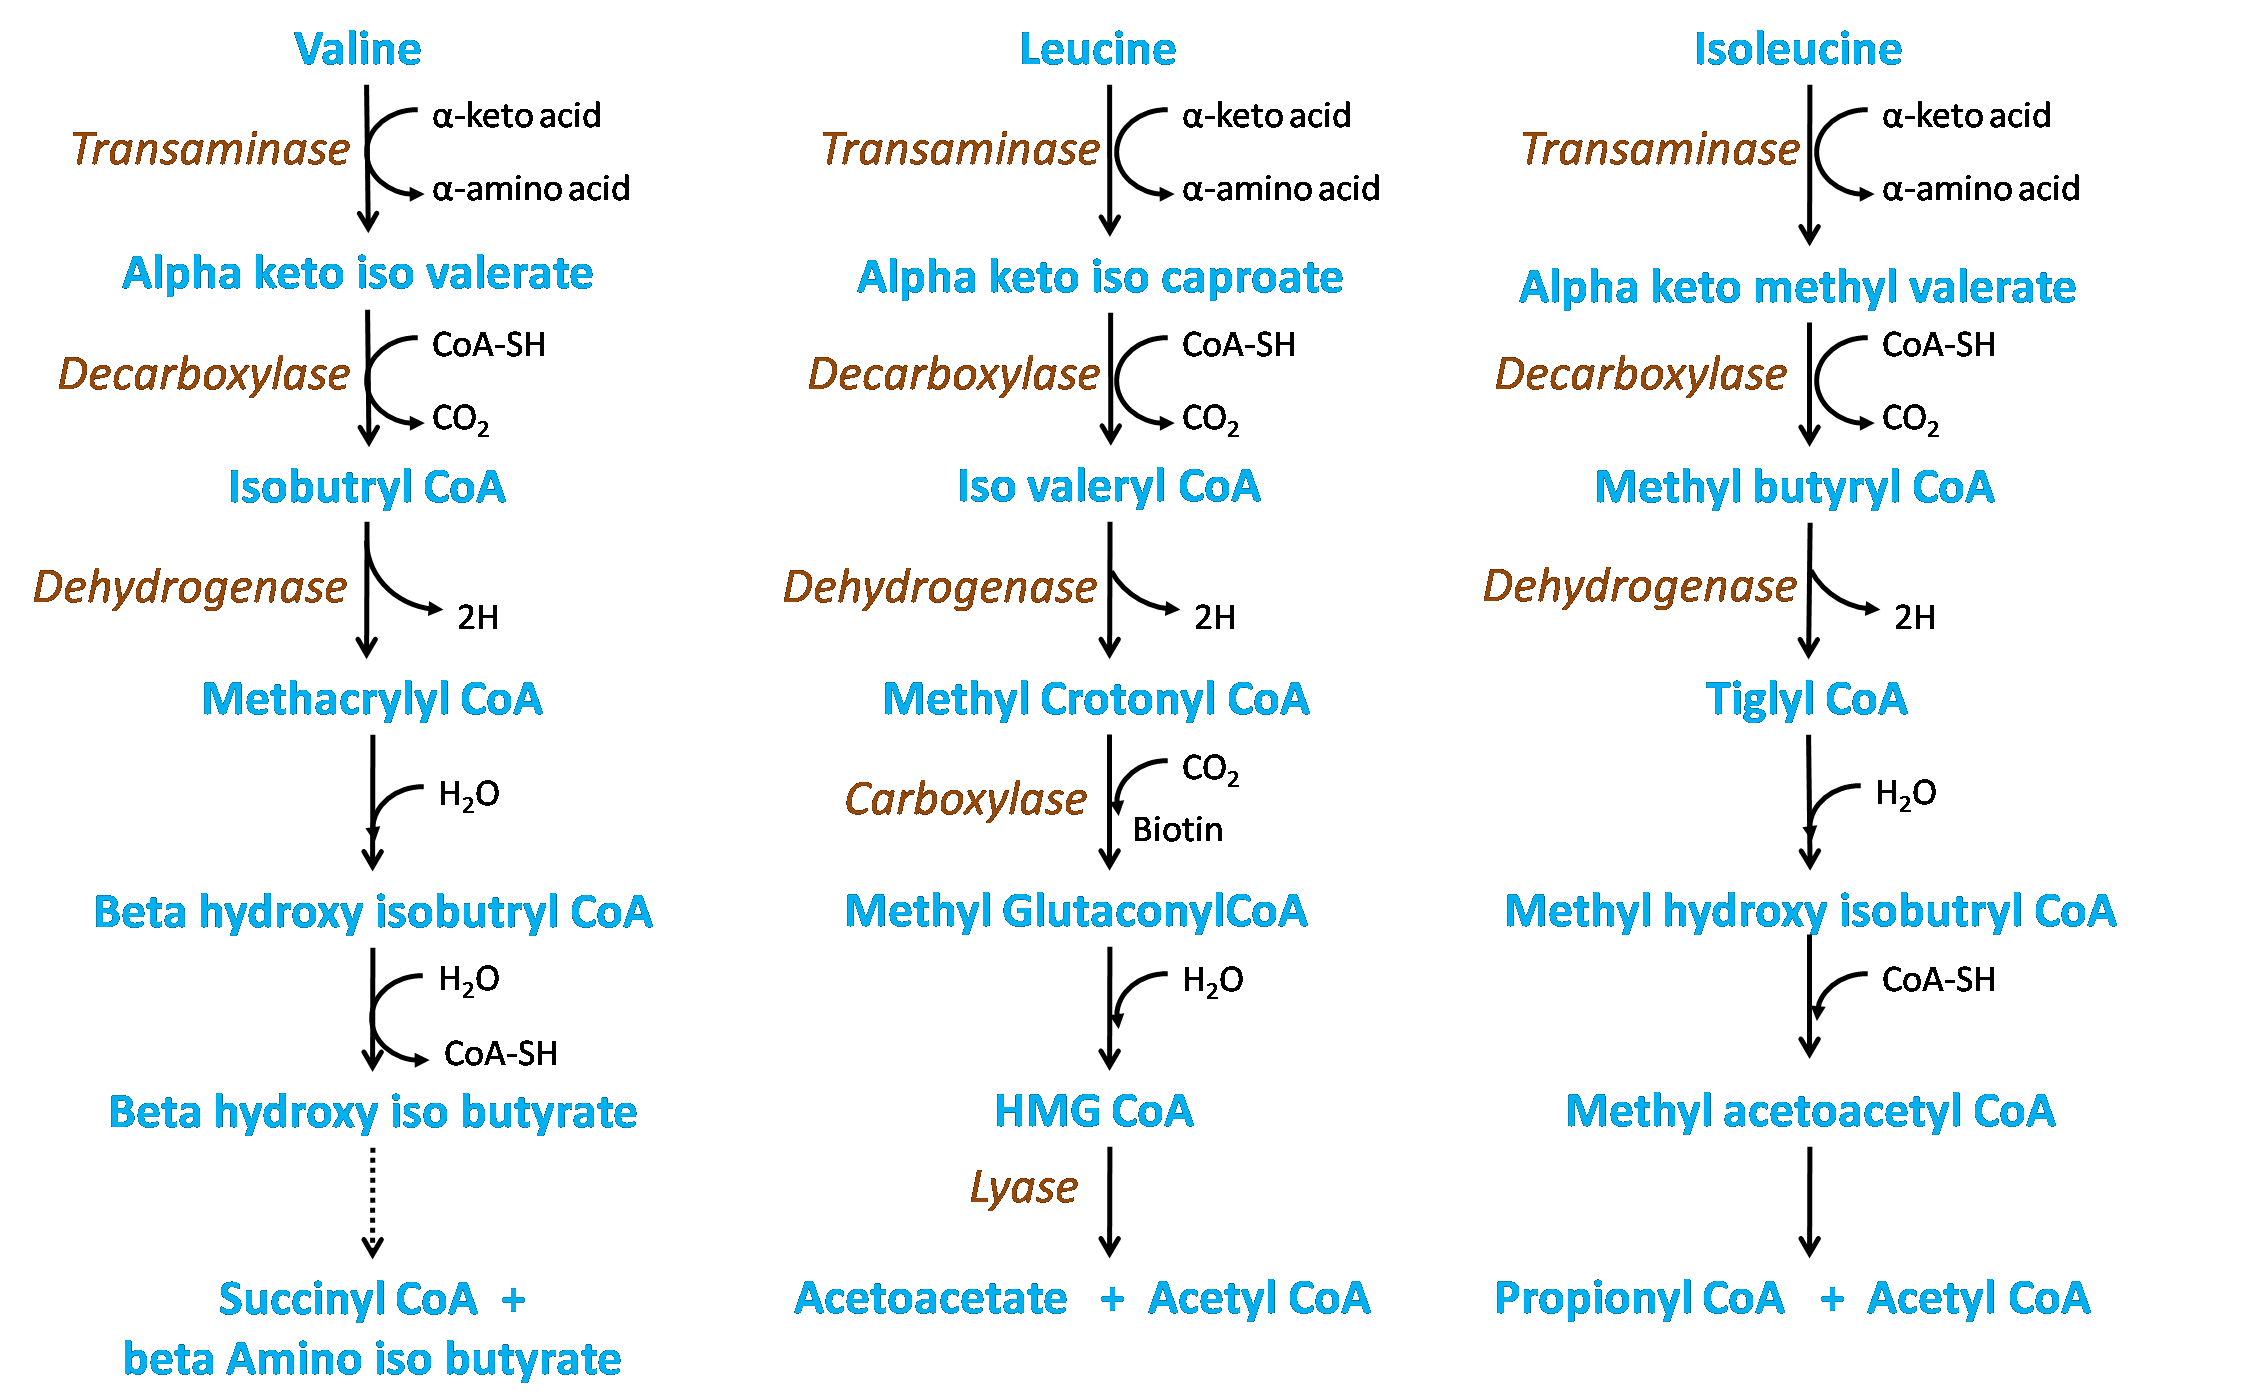 Valine
α-keto acid
Transaminase
α-amino acid
Alpha keto iso valerate
CoA-SH
Decarboxylase
CO₂
Isobutryl CoA
Dehydrogenase
2H
Methacrylyl CoA
H₂O
Beta hydroxy isobutryl CoA
H₂O
CoA-SH
Beta hydroxy iso butyrate
Succinyl CoA +
beta Amino iso butyrate
Leucine
α-keto acid
Transaminase
α-amino acid
Alpha keto iso caproate
CoA-SH
Decarboxylase
CO₂
Iso valeryl CoA
Dehydrogenase
2H
Methyl Crotonyl CoA
CO₂
Carboxylase
Biotin
Methyl GlutaconylCoA
H₂O
HMG CoA
Lyase
Acetoacetate + Acetyl CoA
Isoleucine
α-keto acid
Transaminase
α-amino acid
Alpha keto methyl valerate
CoA-SH
Decarboxylase
CO₂
Methyl butyryl CoA
Dehydrogenase
2H
Tiglyl CoA
H₂O
Methyl hydroxy isobutryl CoA
CoA-SH
Methyl acetoacetyl CoA
Propionyl CoA + Acetyl CoA